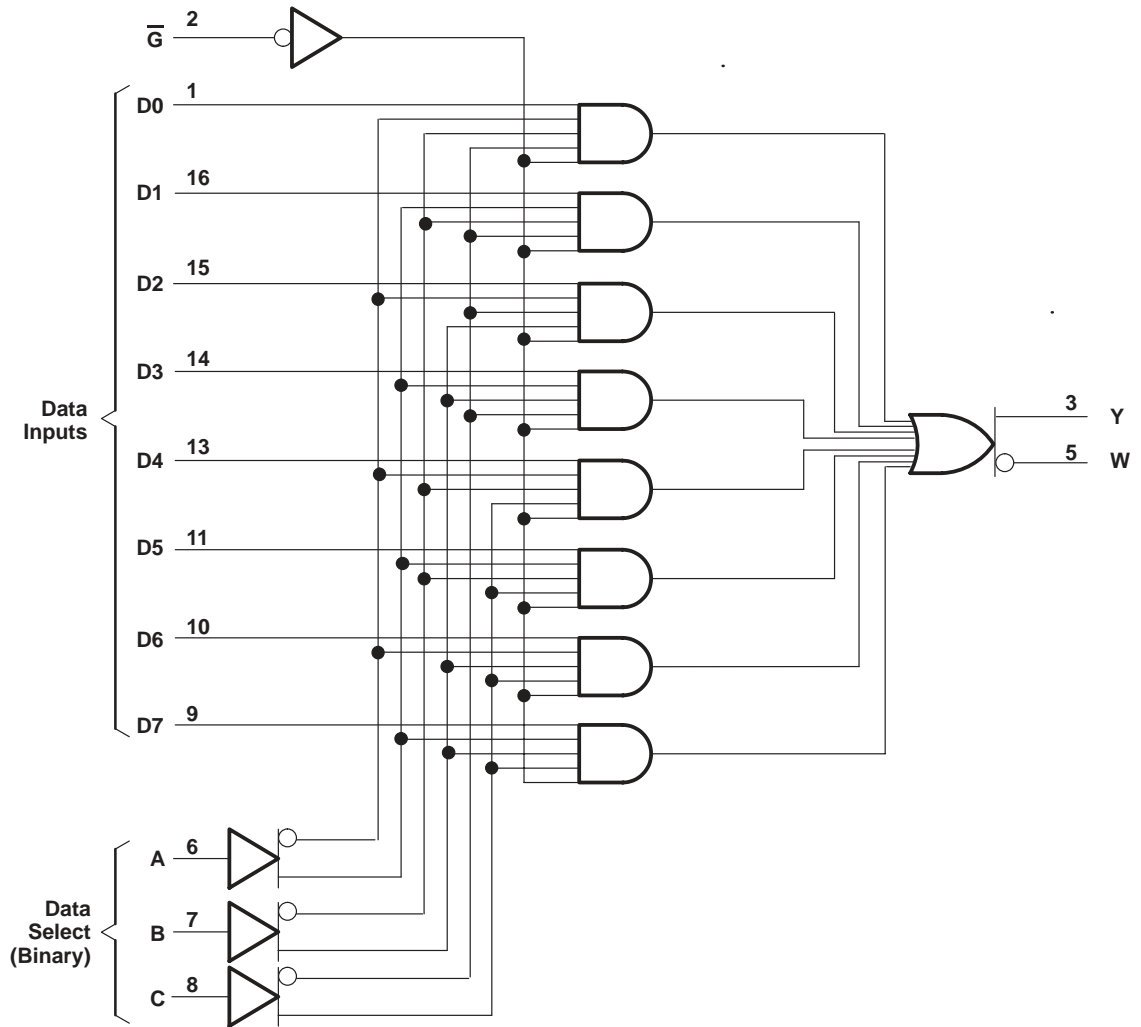 G̅ 2
D0 1
D1 16
D2 15
D3 14
D4 13
D5 11
D6 10
D7 9
Data
Inputs
3 Y
5 W
A 6
B 7
C 8
Data
Select
(Binary)